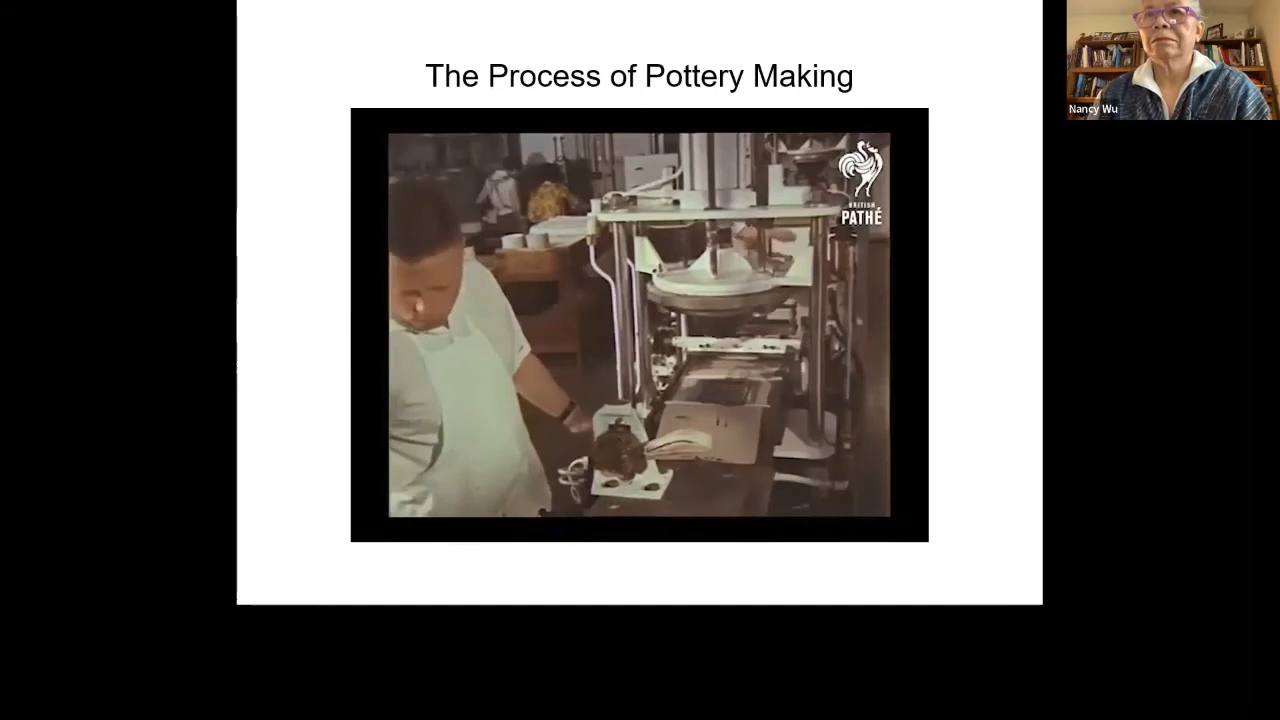 The Process of Pottery Making
BRITISH
PATHÉ
Nancy Wu